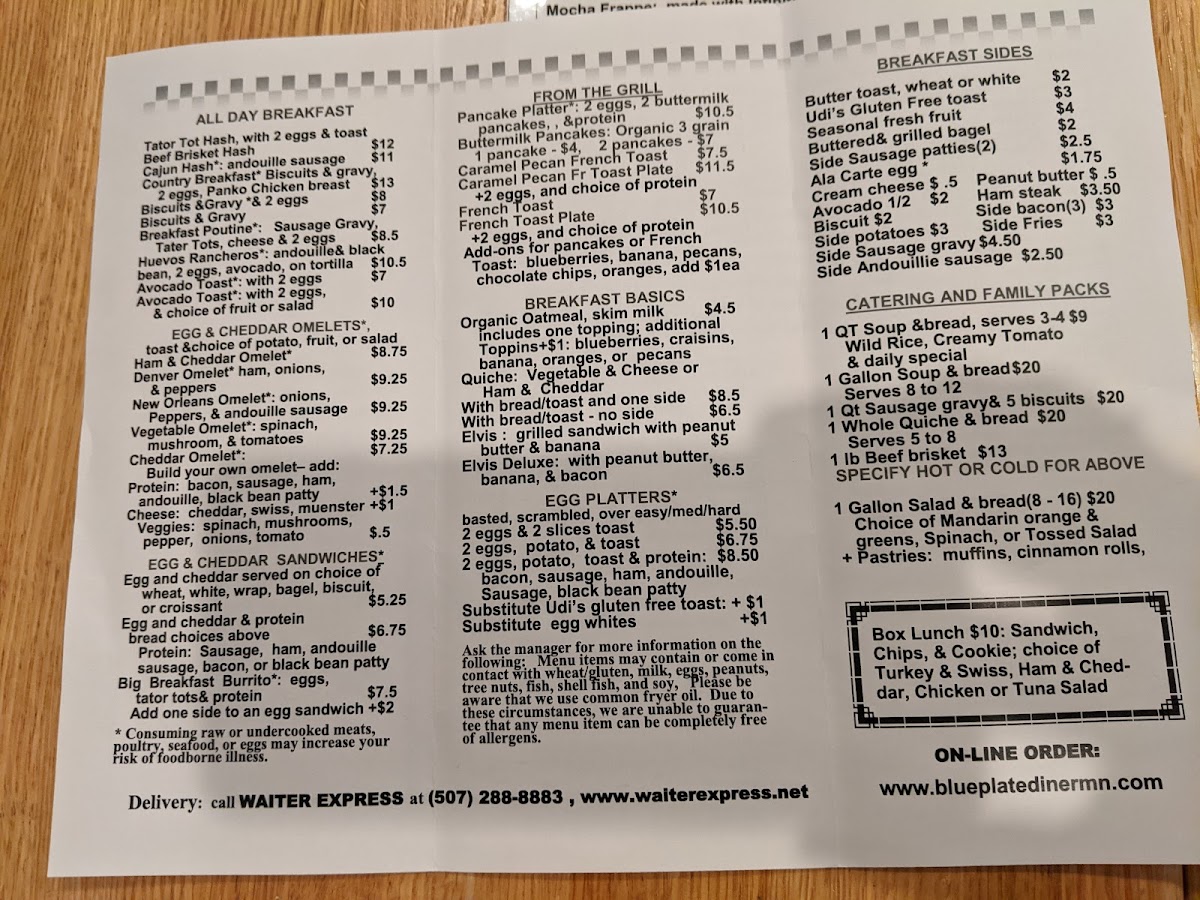 Mocha Frappe: made with
ALL DAY BREAKFAST
Tator Tot Hash, with 2 eggs & toast
Beef Brisket Hash $12
Cajun Hash*: andouille sausage $11
Country Breakfast* Biscuits & gravy,
2 eggs, Panko Chicken breast $13
Biscuits &Gravy *& 2 eggs $8
Biscuits & Gravy $7
Breakfast Poutine*: Sausage Gravy,
Tater Tots, cheese & 2 eggs $8.5
Huevos Rancheros*: andouille& black
bean, 2 eggs, avocado, on tortilla $10.5
Avocado Toast*: with 2 eggs $7
Avocado Toast*: with 2 eggs,
& choice of fruit or salad $10
EGG & CHEDDAR OMELETS*,
toast &choice of potato, fruit, or salad
Ham & Cheddar Omelet* $8.75
Denver Omelet* ham, onions,
& peppers $9.25
New Orleans Omelet*: onions,
Peppers, & andouille sausage $9.25
Vegetable Omelet*: spinach,
mushroom, & tomatoes $9.25
Cheddar Omelet*: $7.25
Build your own omelet– add:
Protein: bacon, sausage, ham,
andouille, black bean patty +$1.5
Cheese: cheddar, swiss, muenster +$1
Veggies: spinach, mushrooms,
pepper, onions, tomato $.5
EGG & CHEDDAR SANDWICHES*
Egg and cheddar served on choice of
wheat, white, wrap, bagel, biscuit,
or croissant $5.25
Egg and cheddar & protein
bread choices above $6.75
Protein: Sausage, ham, andouille
sausage, bacon, or black bean patty
Big Breakfast Burrito*: eggs,
tator tots& protein $7.5
Add one side to an egg sandwich +$2
* Consuming raw or undercooked meats,
poultry, seafood, or eggs may increase your
risk of foodborne illness.
FROM THE GRILL
Pancake Platter*: 2 eggs, 2 buttermilk
pancakes, , &protein $10.5
Buttermilk Pancakes: Organic 3 grain
1 pancake - $4, 2 pancakes - $7
Caramel Pecan French Toast $7.5
Caramel Pecan Fr Toast Plate $11.5
+2 eggs, and choice of protein
French Toast $7
French Toast Plate $10.5
+2 eggs, and choice of protein
Add-ons for pancakes or French
Toast: blueberries, banana, pecans,
chocolate chips, oranges, add $1ea
BREAKFAST BASICS
Organic Oatmeal, skim milk $4.5
includes one topping; additional
Toppins+$1: blueberries, craisins,
banana, oranges, or pecans
Quiche: Vegetable & Cheese or
Ham & Cheddar
With bread/toast and one side $8.5
With bread/toast - no side $6.5
Elvis : grilled sandwich with peanut
butter & banana $5
Elvis Deluxe: with peanut butter,
banana, & bacon $6.5
EGG PLATTERS*
basted, scrambled, over easy/med/hard
2 eggs & 2 slices toast $5.50
2 eggs, potato, & toast $6.75
2 eggs, potato, toast & protein: $8.50
bacon, sausage, ham, andouille,
Sausage, black bean patty
Substitute Udi's gluten free toast: + $1
Substitute egg whites +$1
Ask the manager for more information on the
following: Menu items may contain or come in
contact with wheat/gluten, milk, eggs, peanuts,
tree nuts, fish, shell fish, and soy, Please be
aware that we use common fryer oil. Due to
these circumstances, we are unable to guaran-
tee that any menu item can be completely free
of allergens.
BREAKFAST SIDES
Butter toast, wheat or white $2
Udi's Gluten Free toast $3
Seasonal fresh fruit $4
Buttered& grilled bagel $2
Side Sausage patties(2) $2.5
Ala Carte egg * $1.75
Cream cheese $ .5 Peanut butter $ .5
Avocado 1/2 $2 Ham steak $3.50
Biscuit $2 Side bacon(3) $3
Side potatoes $3 Side Fries $3
Side Sausage gravy $4.50
Side Andouillie sausage $2.50
CATERING AND FAMILY PACKS
1 QT Soup &bread, serves 3-4 $9
Wild Rice, Creamy Tomato
& daily special
1 Gallon Soup & bread$20
Serves 8 to 12
1 Qt Sausage gravy& 5 biscuits $20
1 Whole Quiche & bread $20
Serves 5 to 8
1 lb Beef brisket $13
SPECIFY HOT OR COLD FOR ABOVE
1 Gallon Salad & bread(8 - 16) $20
Choice of Mandarin orange &
greens, Spinach, or Tossed Salad
+ Pastries: muffins, cinnamon rolls,
Box Lunch $10: Sandwich,
Chips, & Cookie; choice of
Turkey & Swiss, Ham & Ched-
dar, Chicken or Tuna Salad
ON-LINE ORDER:
www.blueplatedinermn.com
Delivery: call WAITER EXPRESS at (507) 288-8883 , www.waiterexpress.net